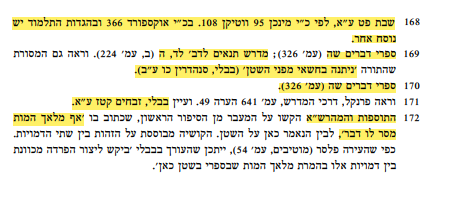 168 שבת פט ע"א, לפי כ"י מינכן 95 ווטיקן 108. בכ"י אוקספורד 366 ובהגדות התלמוד יש
נוסח אחר.
169 ספרי דברים שה (עמ' 326); מדרש תנאים לדב' לד, ה (ב, עמ' 224). וראה גם המסורת
שהתורה 'ניתנה בחשאי מפני השטן' (בבלי, סנהדרין כו ע"ב).
170 ספרי דברים שה (עמ' 326).
171 וראה פרנקל, דרכי המדרש, עמ' 641 הערה 49. ועיין בבבלי, זבחים קטז ע"א.
172 התוספות והמהרש"א הקשו על המעבר מן הסיפור הראשון, שכתוב בו 'אף מלאך המות
מסר לו דבר', לבין הנאמר כאן על השטן. הקושיה מבוססת על הזהות בין שתי הדמויות.
כפי שהעירה פלסר (מוטיבים, עמ' 54), ייתכן שהעורך בבבלי 'ביקש ליצור הפרדה מכוונת
בין דמויות אלו בהמרת מלאך המות שבספרי בשטן כאן'.